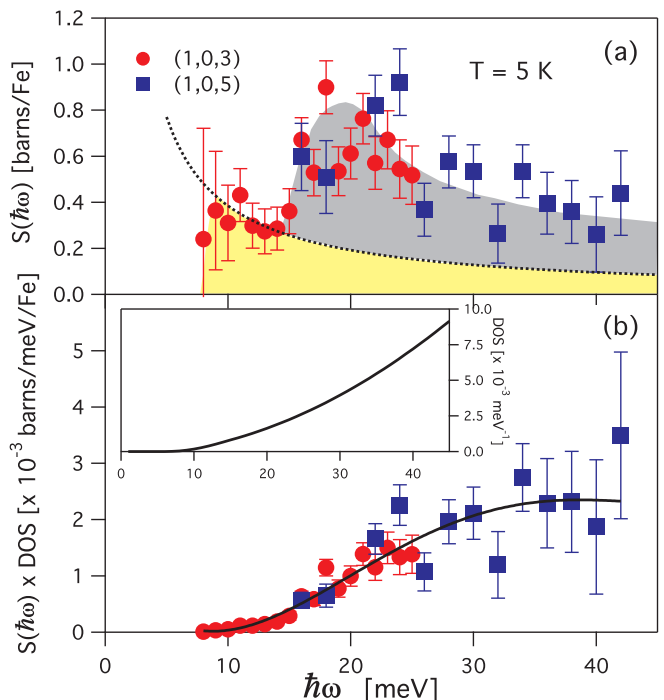 1.2
1.0
0.8
0.6
0.4
0.2
0.0
S(ħω) [barns/Fe]
(1,0,3)
(1,0,5)
T = 5 K
(a)
5
4
3
2
1
0
S(ħω) x DOS [x 10⁻³ barns/meV/Fe]
(b)
10.0
7.5
5.0
2.5
0.0
DOS [x 10⁻³ meV⁻¹]
0 10 20 30 40
0 10 20 30 40
ħω [meV]